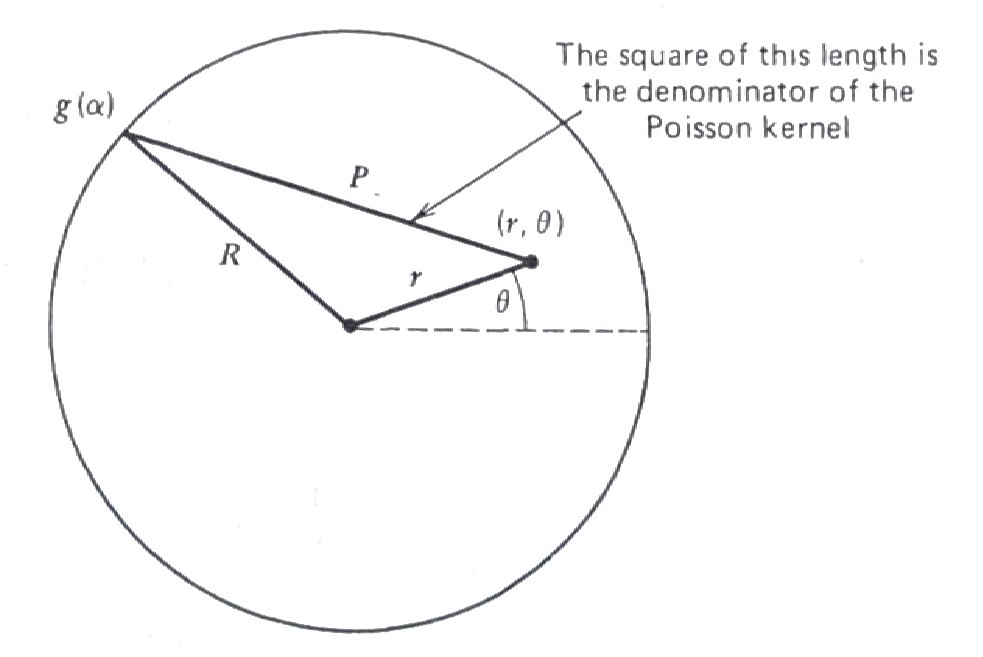 The square of this length is
the denominator of the
Poisson kernel
g(α)
P
(r, θ)
R
r
θ